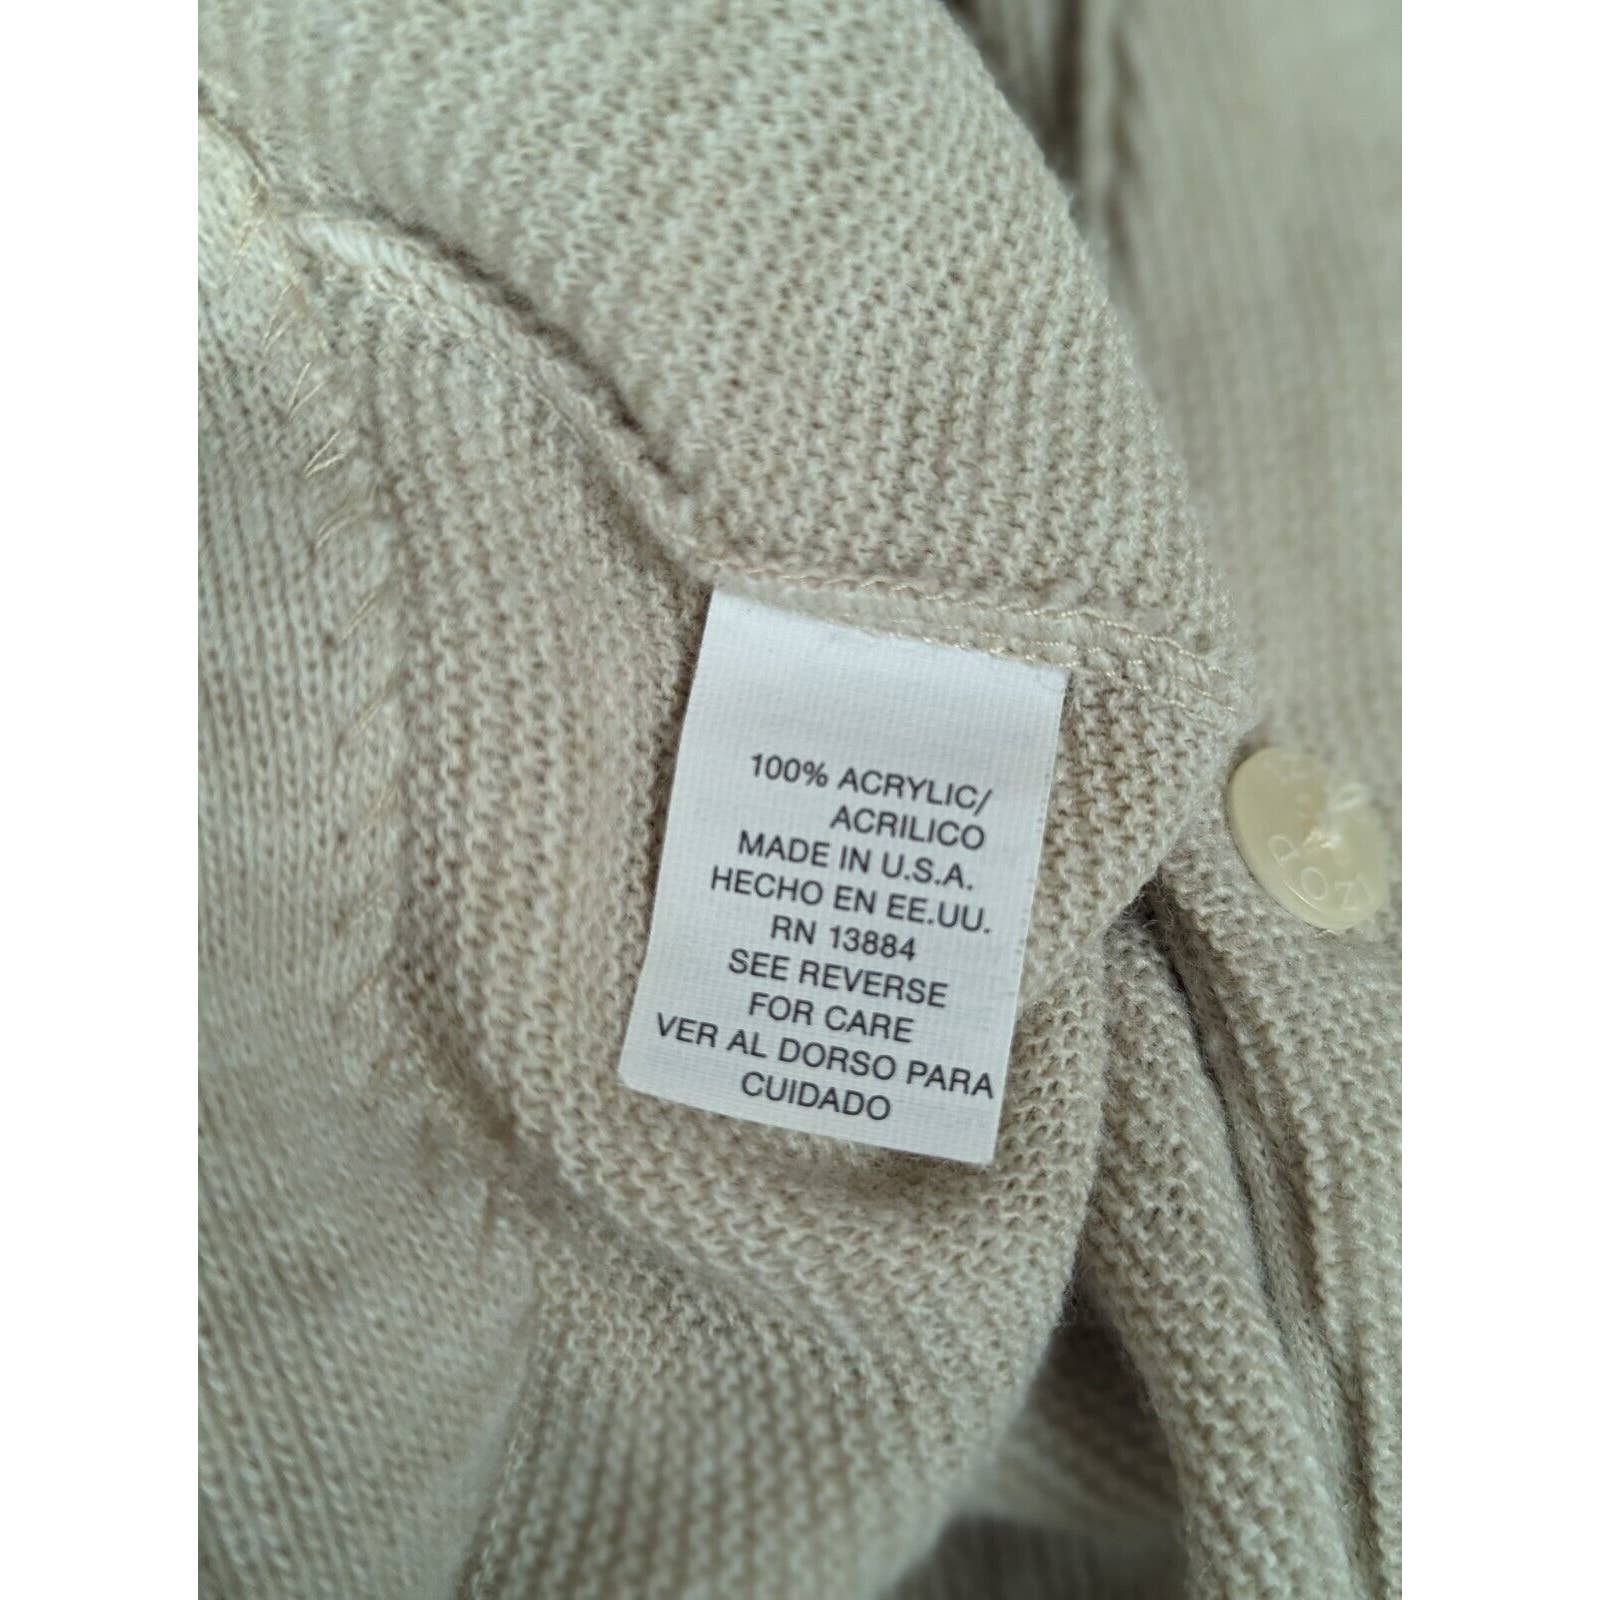 100% ACRYLIC/
ACRILICO
MADE IN U.S.A.
HECHO EN EE.UU.
RN 13884
SEE REVERSE
FOR CARE
VER AL DORSO PARA
CUIDADO
IZOD